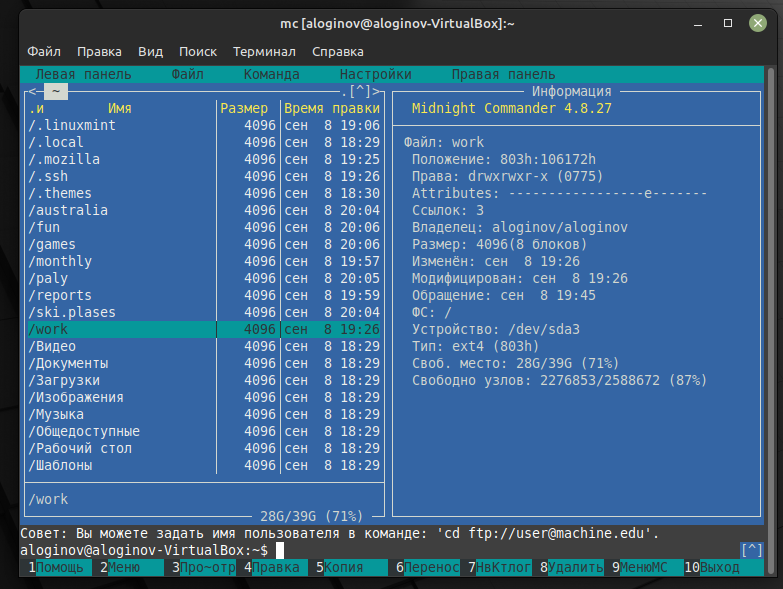 mc [aloginov@aloginov-VirtualBox]:~
Файл Правка Вид Поиск Терминал Справка
Левая панель Файл Команда Настройки Правая панель
<─ ~ ─.[^]>
.и Имя Размер Время правки
/.linuxmint 4096 сен 8 19:06
/.local 4096 сен 8 18:29
/.mozilla 4096 сен 8 19:25
/.ssh 4096 сен 8 19:26
/.themes 4096 сен 8 18:30
/australia 4096 сен 8 20:04
/fun 4096 сен 8 20:06
/games 4096 сен 8 20:06
/monthly 4096 сен 8 19:57
/paly 4096 сен 8 20:05
/reports 4096 сен 8 19:59
/ski.plases 4096 сен 8 20:04
/work 4096 сен 8 19:26
/Видео 4096 сен 8 18:29
/Документы 4096 сен 8 18:29
/Загрузки 4096 сен 8 18:29
/Изображения 4096 сен 8 18:29
/Музыка 4096 сен 8 18:29
/Общедоступные 4096 сен 8 18:29
/Рабочий стол 4096 сен 8 18:29
/Шаблоны 4096 сен 8 18:29
/work
28G/39G (71%)
Информация
Midnight Commander 4.8.27
Файл: work
Положение: 803h:106172h
Права: drwxrwxr-x (0775)
Attributes: -----------------e-------
Ссылок: 3
Владелец: aloginov/aloginov
Размер: 4096(8 блоков)
Изменён: сен 8 19:26
Модифицирован: сен 8 19:26
Обращение: сен 8 19:45
ФС: /
Устройство: /dev/sda3
Тип: ext4 (803h)
Своб. место: 28G/39G (71%)
Свободно узлов: 2276853/2588672 (87%)
Совет: Вы можете задать имя пользователя в команде: 'cd ftp://user@machine.edu'.
aloginov@aloginov-VirtualBox:~$ [^]
1Помощь 2Меню 3Про~отр 4Правка 5Копия 6Перенос 7НвКтлог 8Удалить 9МенюМС 10Выход